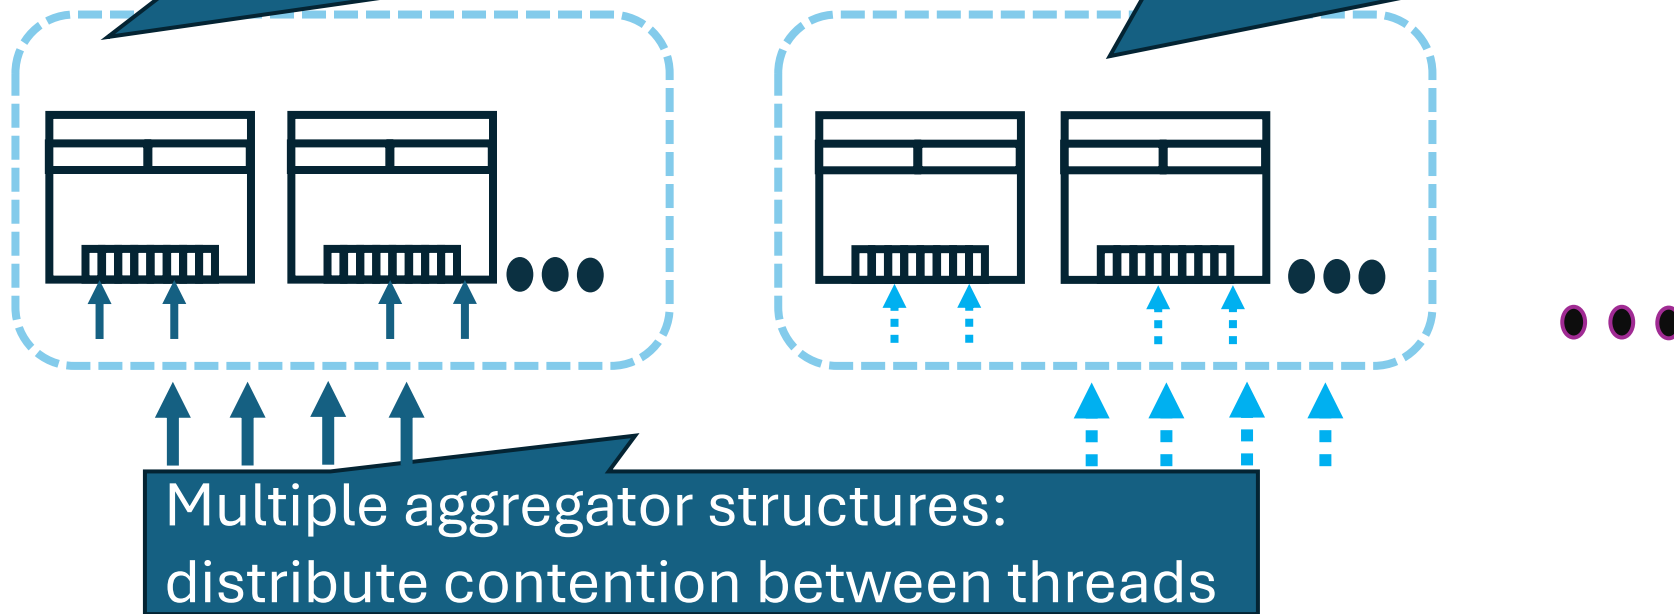 Multiple aggregator structures:
distribute contention between threads